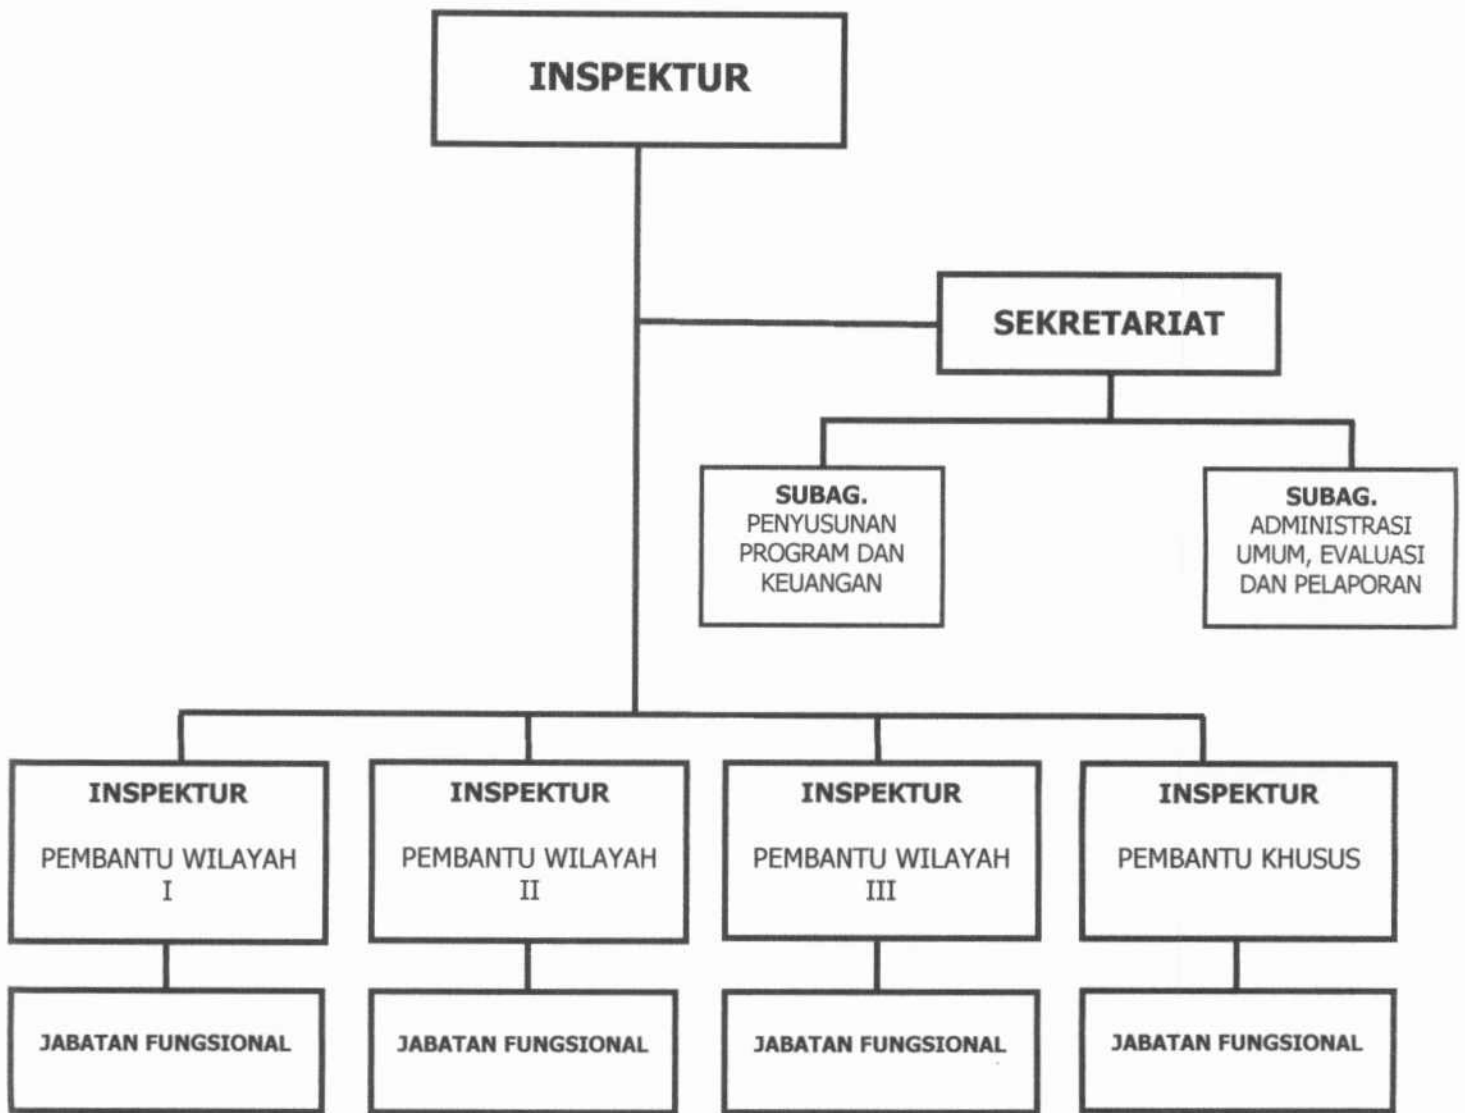 INSPEKTUR
SEKRETARIAT
SUBAG.
PENYUSUNAN
PROGRAM DAN
KEUANGAN
SUBAG.
ADMINISTRASI
UMUM, EVALUASI
DAN PELAPORAN
INSPEKTUR
PEMBANTU WILAYAH
I
INSPEKTUR
PEMBANTU WILAYAH
II
INSPEKTUR
PEMBANTU WILAYAH
III
INSPEKTUR
PEMBANTU KHUSUS
JABATAN FUNGSIONAL
JABATAN FUNGSIONAL
JABATAN FUNGSIONAL
JABATAN FUNGSIONAL